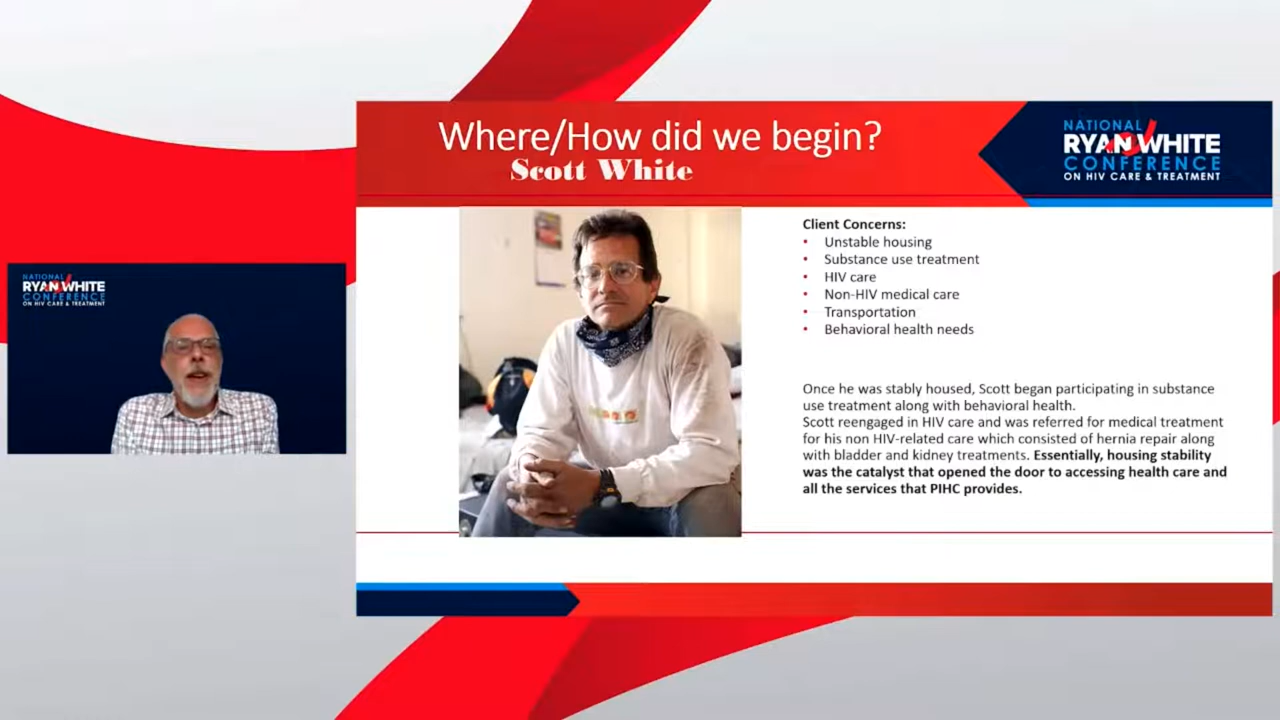 NATIONAL
RYAN WHITE
CONFERENCE
ON HIV CARE & TREATMENT
Where/How did we begin?
Scott White
NATIONAL
RYAN WHITE
CONFERENCE
ON HIV CARE & TREATMENT
Client Concerns:
• Unstable housing
• Substance use treatment
• HIV care
• Non-HIV medical care
• Transportation
• Behavioral health needs
Once he was stably housed, Scott began participating in substance
use treatment along with behavioral health.
Scott reengaged in HIV care and was referred for medical treatment
for his non HIV-related care which consisted of hernia repair along
with bladder and kidney treatments. Essentially, housing stability
was the catalyst that opened the door to accessing health care and
all the services that PIHC provides.